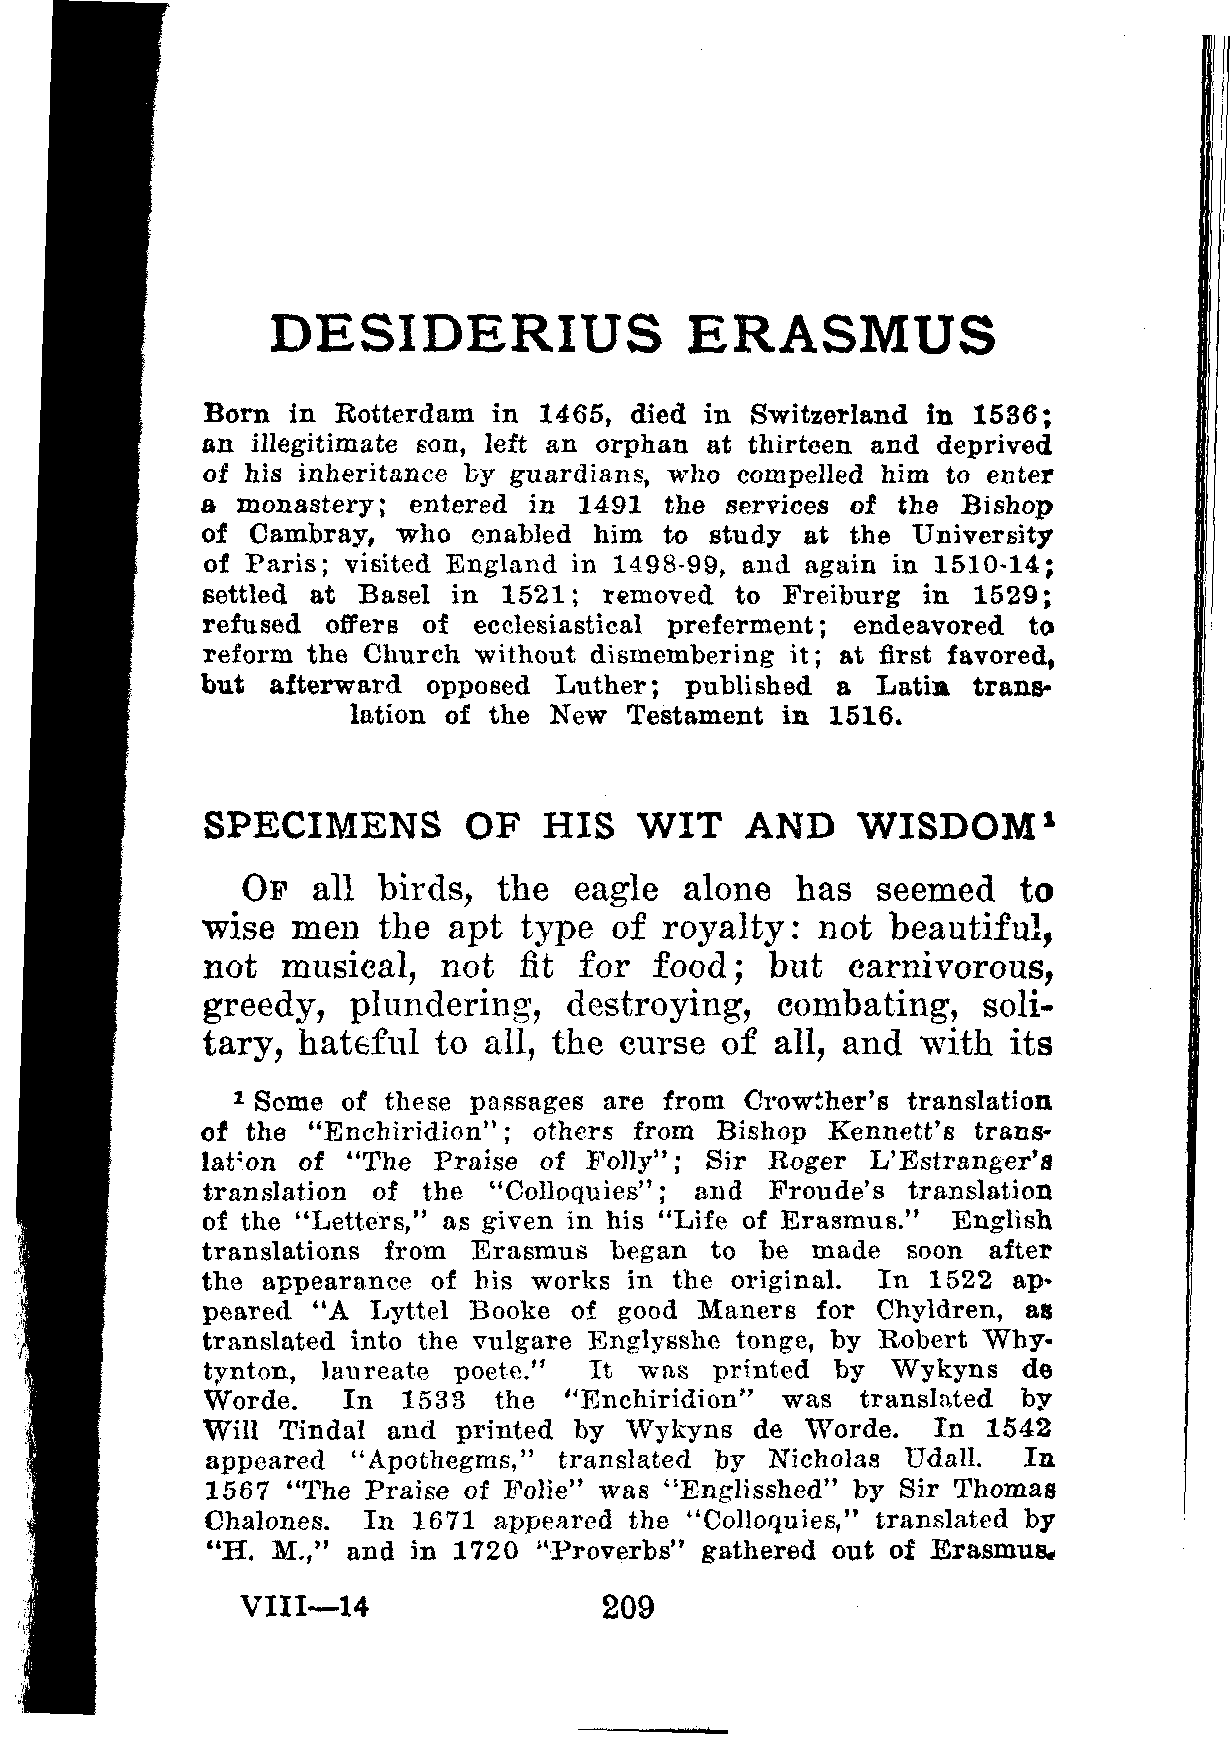 DESIDERIUS ERASMUS
Born in Rotterdam in 1465, died in Switzerland in 1536;
an illegitimate son, left an orphan at thirteen and deprived
of his inheritance by guardians, who compelled him to enter
a monastery; entered in 1491 the services of the Bishop
of Cambray, who enabled him to study at the University
of Paris; visited England in 1498-99, and again in 1510-14;
settled at Basel in 1521; removed to Freiburg in 1529;
refused offers of ecclesiastical preferment; endeavored to
reform the Church without dismembering it; at first favored,
but afterward opposed Luther; published a Latin trans-
lation of the New Testament in 1516.
SPECIMENS OF HIS WIT AND WISDOM¹
OF all birds, the eagle alone has seemed to
wise men the apt type of royalty: not beautiful,
not musical, not fit for food; but carnivorous,
greedy, plundering, destroying, combating, soli-
tary, hateful to all, the curse of all, and with its
¹ Some of these passages are from Crowther's translation
of the "Enchiridion"; others from Bishop Kennett's trans-
lation of "The Praise of Folly"; Sir Roger L'Estranger's
translation of the "Colloquies"; and Froude's translation
of the "Letters," as given in his "Life of Erasmus." English
translations from Erasmus began to be made soon after
the appearance of his works in the original. In 1522 ap-
peared "A Lyttel Booke of good Maners for Chyldren, as
translated into the vulgare Englysshe tonge, by Robert Why-
tynton, laureate poete." It was printed by Wykyns de
Worde. In 1533 the "Enchiridion" was translated by
Will Tindal and printed by Wykyns de Worde. In 1542
appeared "Apothegms," translated by Nicholas Udall. In
1567 "The Praise of Folie" was "Englisshed" by Sir Thomas
Chalones. In 1671 appeared the "Colloquies," translated by
"H. M.," and in 1720 "Proverbs" gathered out of Erasmus.
VIII—14 209